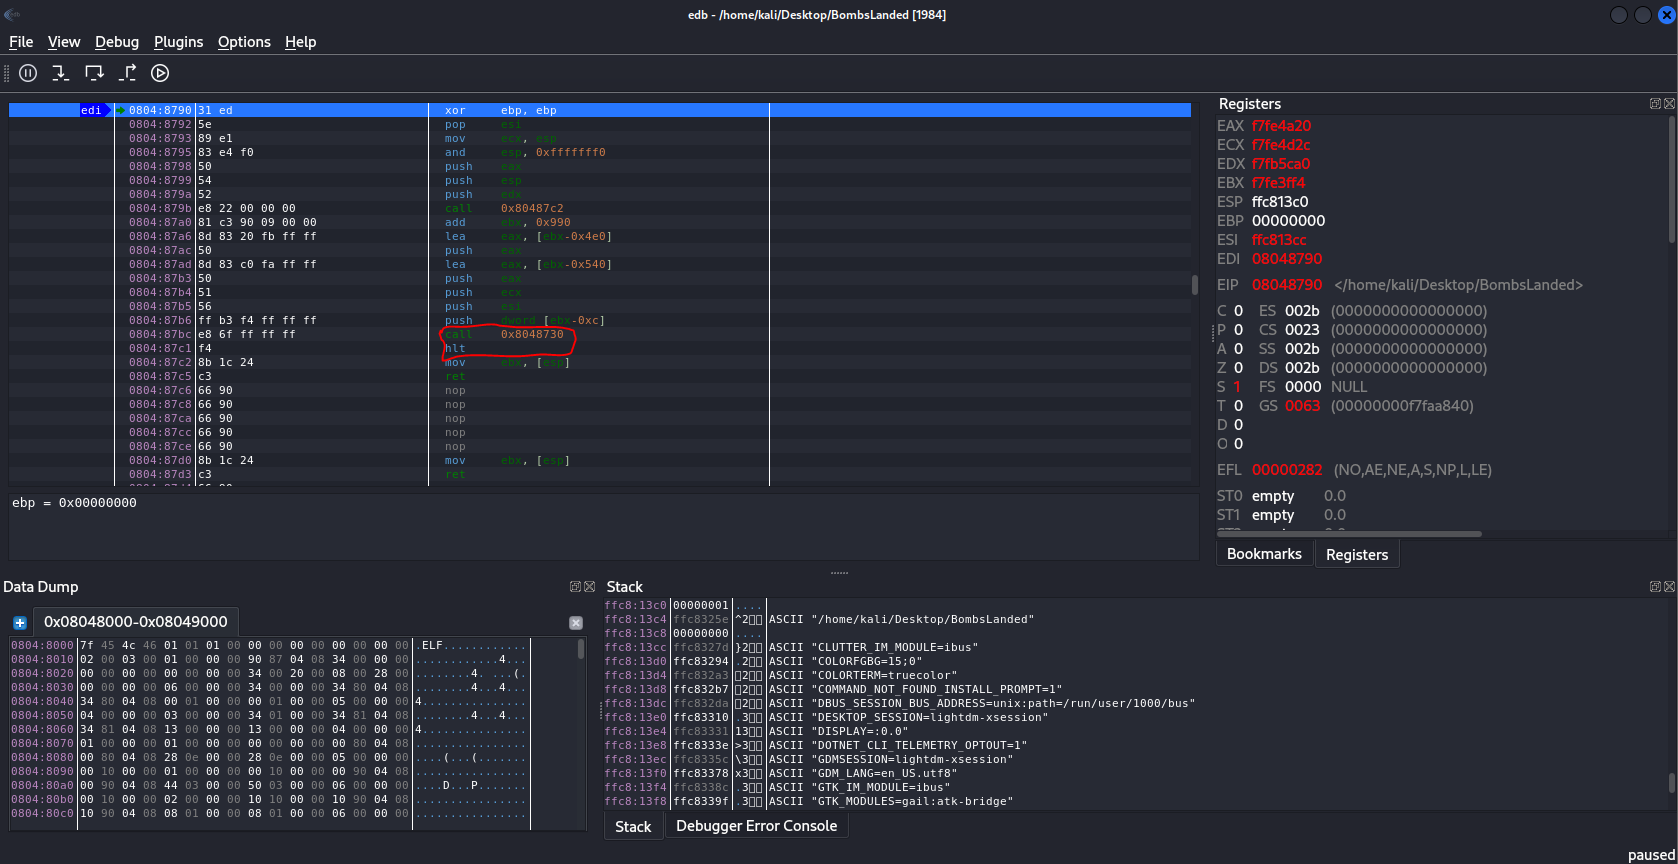 edb - /home/kali/Desktop/BombsLanded [1984]
File View Debug Plugins Options Help
edi 0804:8790 31 ed xor ebp, ebp
0804:8792 5e pop esi
0804:8793 89 e1 mov ecx, esp
0804:8795 83 e4 f0 and esp, 0xfffffff0
0804:8798 50 push eax
0804:8799 54 push esp
0804:879a 52 push edx
0804:879b e8 22 00 00 00 call 0x80487c2
0804:87a0 81 c3 90 09 00 00 add ebx, 0x990
0804:87a6 8d 83 20 fb ff ff lea eax, [ebx-0x4e0]
0804:87ac 50 push eax
0804:87ad 8d 83 c0 fa ff ff lea eax, [ebx-0x540]
0804:87b3 50 push eax
0804:87b4 51 push ecx
0804:87b5 56 push esi
0804:87b6 ff b3 f4 ff ff ff push dword [ebx-0xc]
0804:87bc e8 6f ff ff ff call 0x8048730
0804:87c1 f4 hlt
0804:87c2 8b 1c 24 mov ebx, [esp]
0804:87c5 c3 ret
0804:87c6 66 90 nop
0804:87c8 66 90 nop
0804:87ca 66 90 nop
0804:87cc 66 90 nop
0804:87ce 66 90 nop
0804:87d0 8b 1c 24 mov ebx, [esp]
0804:87d3 c3 ret
ebp = 0x00000000
Registers
EAX f7fe4a20
ECX f7fe4d2c
EDX f7fb5ca0
EBX f7fe3ff4
ESP ffc813c0
EBP 00000000
ESI ffc813cc
EDI 08048790
EIP 08048790 </home/kali/Desktop/BombsLanded>
C 0 ES 002b (0000000000000000)
P 0 CS 0023 (0000000000000000)
A 0 SS 002b (0000000000000000)
Z 0 DS 002b (0000000000000000)
S 1 FS 0000 NULL
T 0 GS 0063 (00000000f7faa840)
D 0
O 0
EFL 00000282 (NO,AE,NE,A,S,NP,L,LE)
ST0 empty 0.0
ST1 empty 0.0
Bookmarks Registers
Data Dump
0x08048000-0x08049000
0804:8000 7f 45 4c 46 01 01 01 00 00 00 00 00 00 00 00 00 .ELF............
0804:8010 02 00 03 00 01 00 00 00 90 87 04 08 34 00 00 00 ............4...
0804:8020 00 00 00 00 00 00 00 00 34 00 20 00 08 00 28 00 ........4. ...(.
0804:8030 00 00 00 00 06 00 00 00 34 00 00 00 34 80 04 08 ........4...4...
0804:8040 34 80 04 08 00 01 00 00 00 01 00 00 05 00 00 00 4...............
0804:8050 04 00 00 00 03 00 00 00 34 01 00 00 34 81 04 08 ........4...4...
0804:8060 34 81 04 08 13 00 00 00 13 00 00 00 04 00 00 00 4...............
0804:8070 01 00 00 00 01 00 00 00 00 00 00 00 00 80 04 08 ................
0804:8080 00 80 04 08 28 0e 00 00 28 0e 00 00 05 00 00 00 ....(...(.......
0804:8090 00 10 00 00 01 00 00 00 00 10 00 00 00 90 04 08 ................
0804:80a0 00 90 04 08 44 03 00 00 50 03 00 00 06 00 00 00 ....D...P.......
0804:80b0 00 10 00 00 02 00 00 00 10 10 00 00 10 90 04 08 ................
0804:80c0 10 90 04 08 08 01 00 00 08 01 00 00 06 00 00 00 ................
Stack
ffc8:13c0 00000001 ....
ffc8:13c4 ffc8325e ^2 ASCII "/home/kali/Desktop/BombsLanded"
ffc8:13c8 00000000 ....
ffc8:13cc ffc8327d }2 ASCII "CLUTTER_IM_MODULE=ibus"
ffc8:13d0 ffc83294 .2 ASCII "COLORFGBG=15;0"
ffc8:13d4 ffc832a3 2 ASCII "COLORTERM=truecolor"
ffc8:13d8 ffc832b7 2 ASCII "COMMAND_NOT_FOUND_INSTALL_PROMPT=1"
ffc8:13dc ffc832da 2 ASCII "DBUS_SESSION_BUS_ADDRESS=unix:path=/run/user/1000/bus"
ffc8:13e0 ffc83310 .3 ASCII "DESKTOP_SESSION=lightdm-xsession"
ffc8:13e4 ffc83331 13 ASCII "DISPLAY=:0.0"
ffc8:13e8 ffc8333e >3 ASCII "DOTNET_CLI_TELEMETRY_OPTOUT=1"
ffc8:13ec ffc8335c \3 ASCII "GDMSESSION=lightdm-xsession"
ffc8:13f0 ffc83378 x3 ASCII "GDM_LANG=en_US.utf8"
ffc8:13f4 ffc8338c .3 ASCII "GTK_IM_MODULE=ibus"
ffc8:13f8 ffc8339f .3 ASCII "GTK_MODULES=gail:atk-bridge"
Stack Debugger Error Console
paused